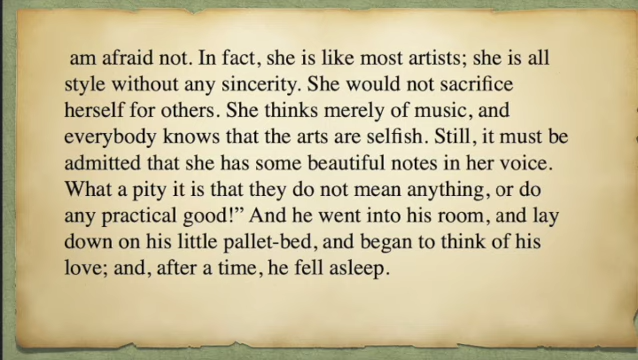 am afraid not. In fact, she is like most artists; she is all
style without any sincerity. She would not sacrifice
herself for others. She thinks merely of music, and
everybody knows that the arts are selfish. Still, it must be
admitted that she has some beautiful notes in her voice.
What a pity it is that they do not mean anything, or do
any practical good!” And he went into his room, and lay
down on his little pallet-bed, and began to think of his
love; and, after a time, he fell asleep.